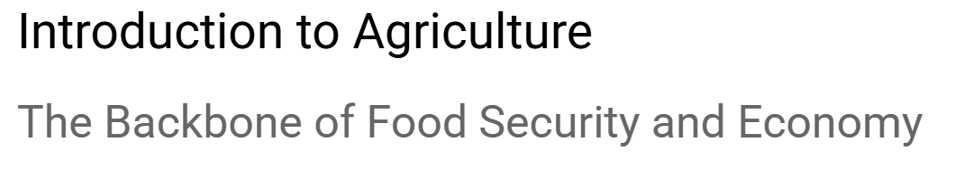 Introduction to Agriculture
The Backbone of Food Security and Economy